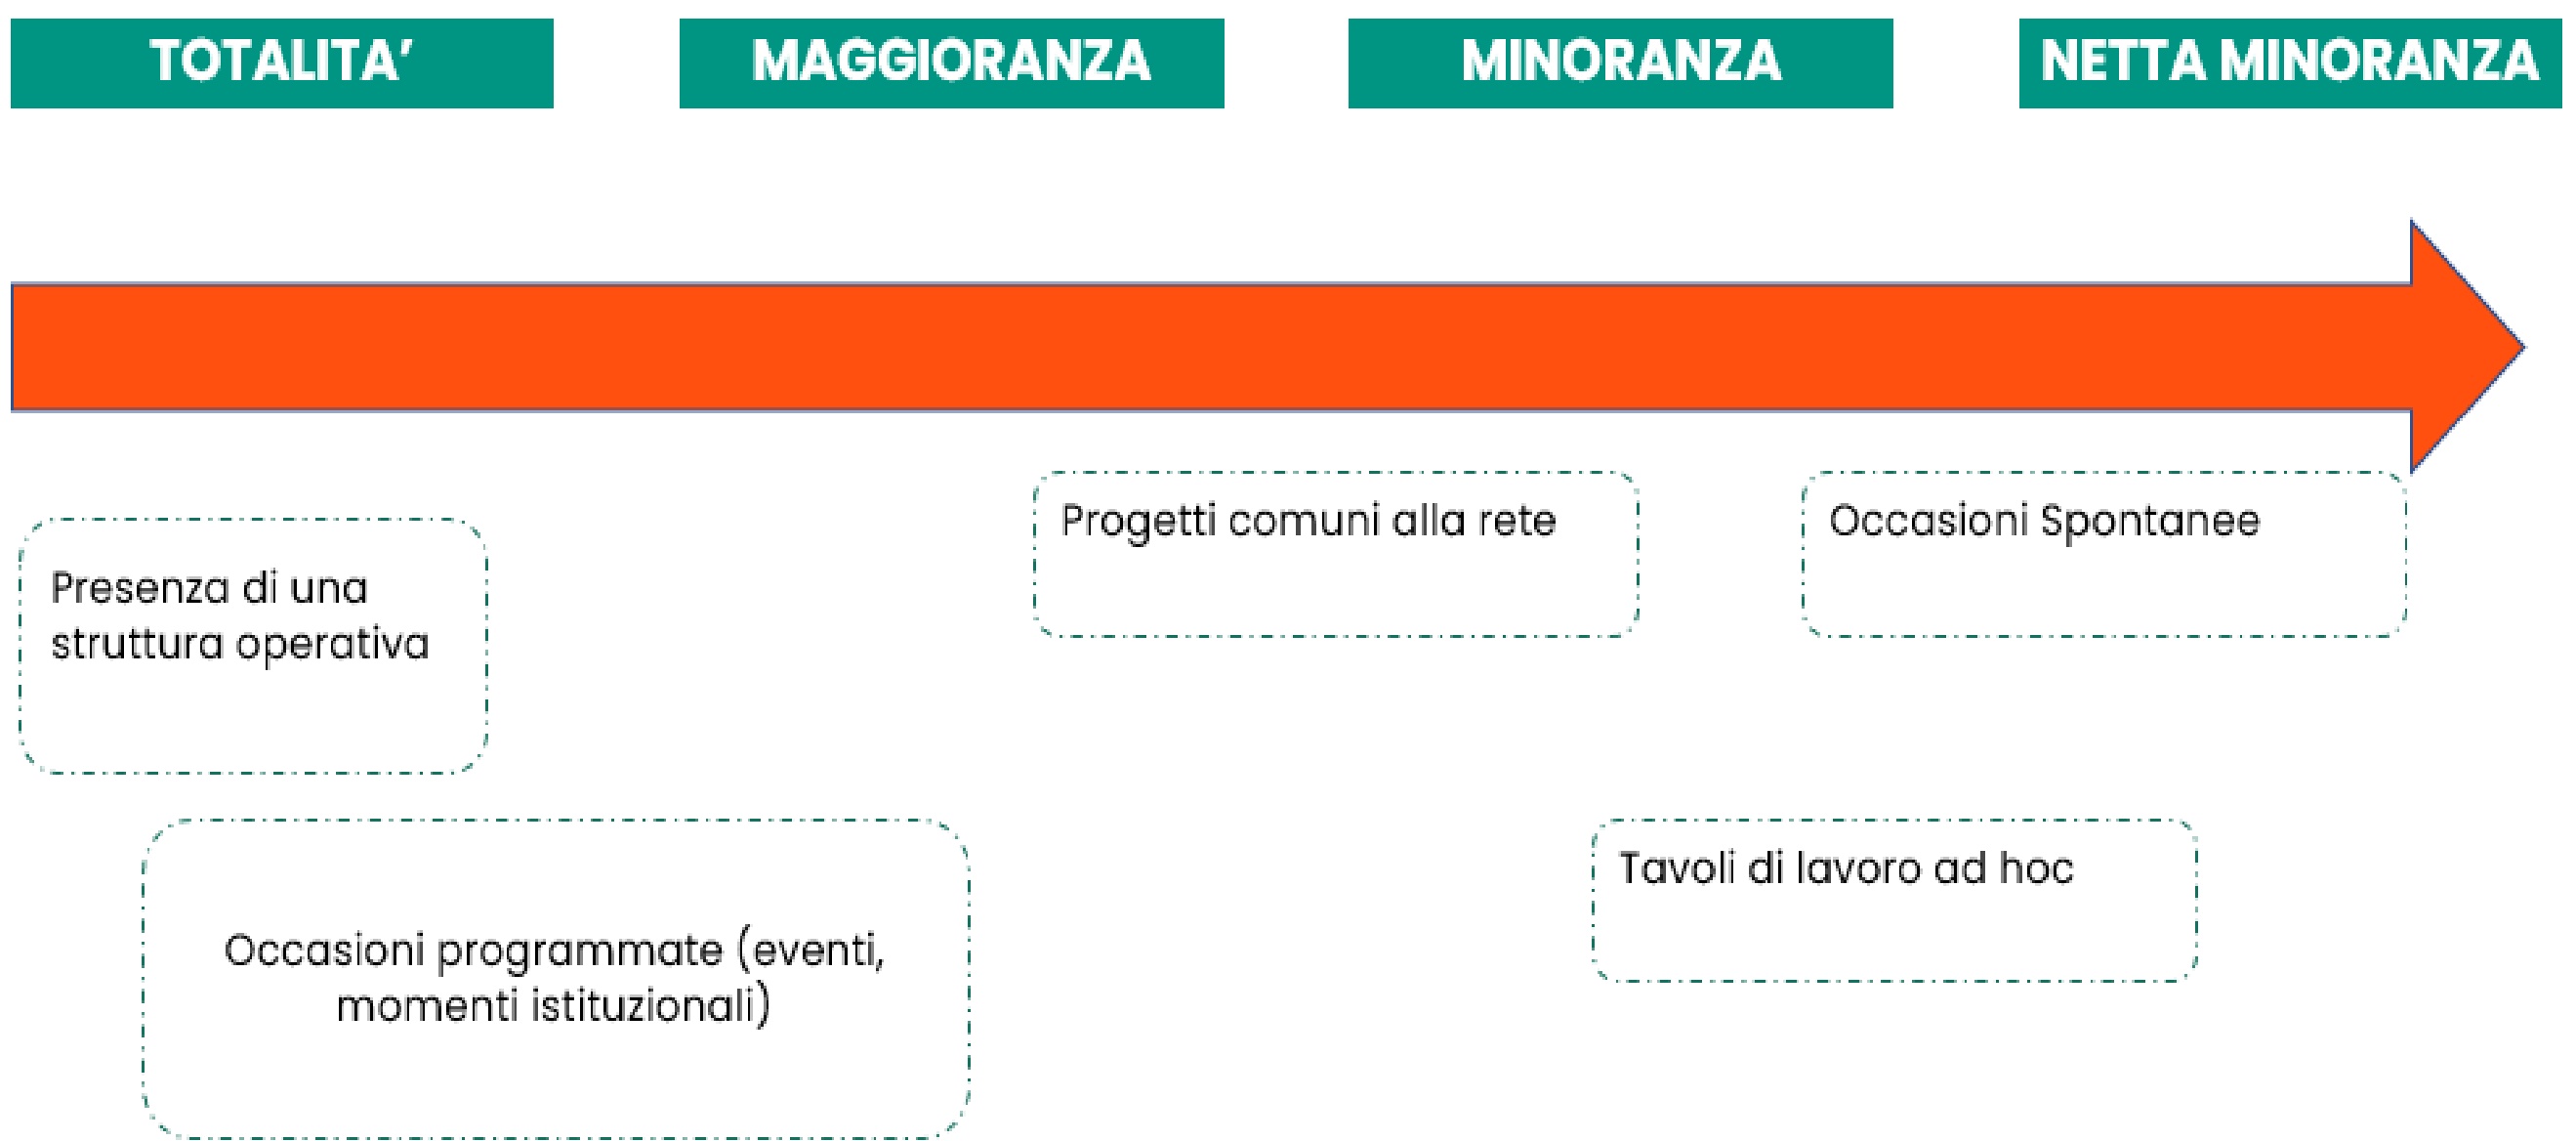 TOTALITA’
MAGGIORANZA
MINORANZA
NETTA MINORANZA
Progetti comuni alla rete
Occasioni Spontanee
Presenza di una
struttura operativa
Tavoli di lavoro ad hoc
Occasioni programmate (eventi,
momenti istituzionali)